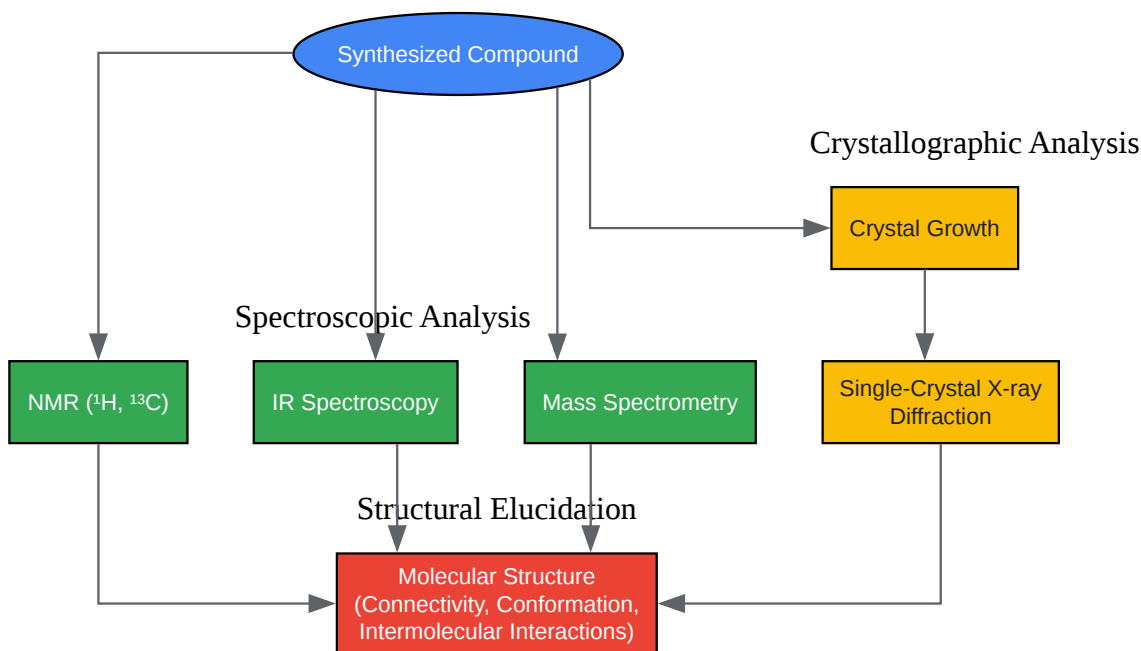 Synthesized Compound
Crystallographic Analysis
Crystal Growth
Spectroscopic Analysis
NMR (¹H, ¹³C)
IR Spectroscopy
Mass Spectrometry
Single-Crystal X-ray
Diffraction
Structural Elucidation
Molecular Structure
(Connectivity, Conformation,
Intermolecular Interactions)